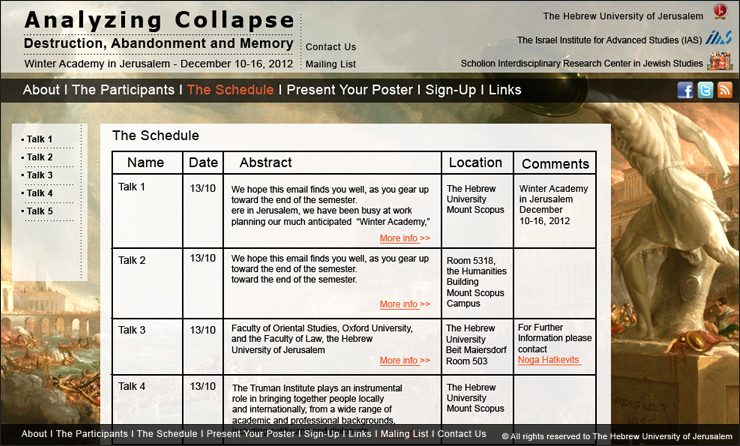 Analyzing Collapse
Destruction, Abandonment and Memory
Winter Academy in Jerusalem - December 10-16, 2012
Contact Us
Mailing List
The Hebrew University of Jerusalem
The Israel Institute for Advanced Studies (IAS)
Scholion Interdisciplinary Research Center in Jewish Studies
About I The Participants I The Schedule I Present Your Poster I Sign-Up I Links
• Talk 1
• Talk 2
• Talk 3
• Talk 4
• Talk 5
The Schedule
Name Date Abstract Location Comments
Talk 1
13/10
We hope this email finds you well, as you gear up
toward the end of the semester.
ere in Jerusalem, we have been busy at work
planning our much anticipated “Winter Academy,”
More info >>
The Hebrew
University
Mount Scopus
Winter Academy
in Jerusalem
December
10-16, 2012
Talk 2
13/10
We hope this email finds you well, as you gear up
toward the end of the semester.
toward the end of the semester.
More info >>
Room 5318,
the Humanities
Building
Mount Scopus
Campus
Talk 3
13/10
Faculty of Oriental Studies, Oxford University,
and the Faculty of Law, the Hebrew
University of Jerusalem
More info >>
The Hebrew
University
Beit Maiersdorf
Room 503
For Further
Information please
contact
Noga Hatkevits
Talk 4
13/10
The Truman Institute plays an instrumental
role in bringing together people locally
and internationally, from a wide range of
academic and professional backgrounds,
The Hebrew
University
Mount Scopus
About I The Participants I The Schedule I Present Your Poster I Sign-Up I Links I Mailing List I Contact Us
© All rights reserved to The Hebrew University of Jerusalem